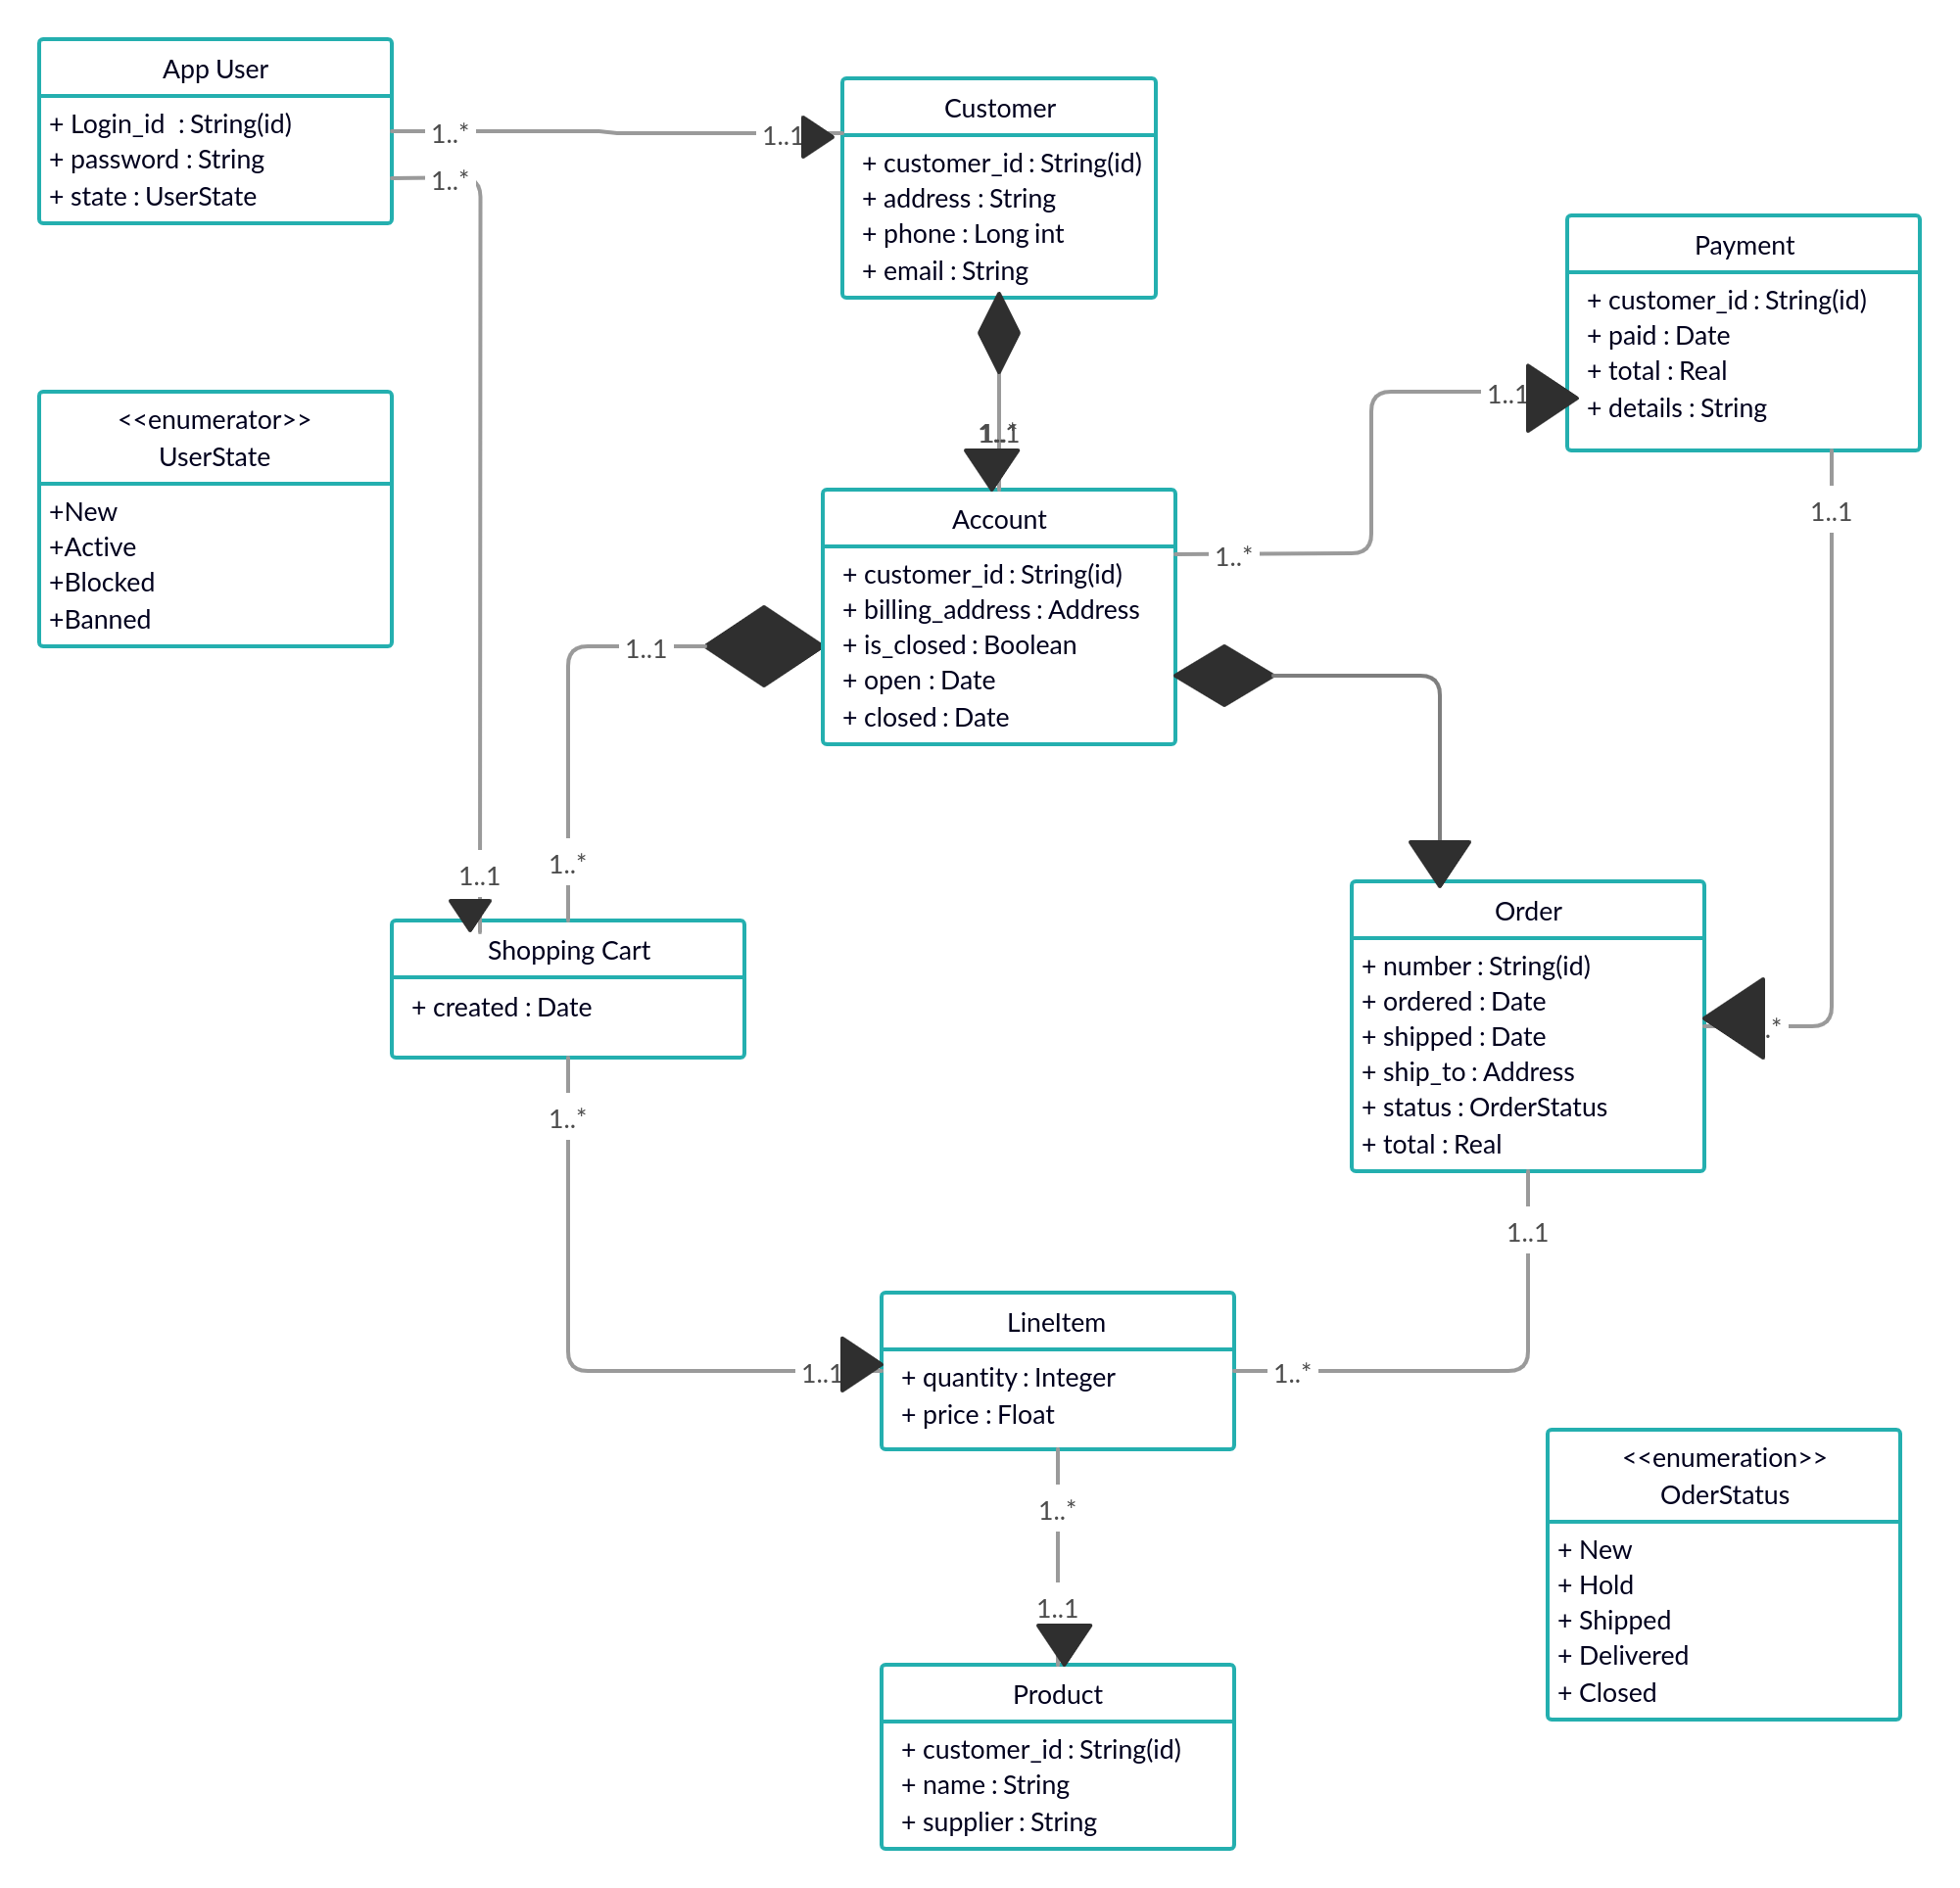 App User
+ Login_id : String(id)
+ password : String
+ state : UserState
1..*
1..1
1..*
Customer
+ customer_id : String(id)
+ address : String
+ phone : Long int
+ email : String
Payment
+ customer_id : String(id)
+ paid : Date
+ total : Real
+ details : String
<<enumerator>>
UserState
+New
+Active
+Blocked
+Banned
1..1
1..1
Account
+ customer_id : String(id)
+ billing_address : Address
+ is_closed : Boolean
+ open : Date
+ closed : Date
1..*
1..1
1..1
1..*
Shopping Cart
+ created : Date
Order
+ number : String(id)
+ ordered : Date
+ shipped : Date
+ ship_to : Address
+ status : OrderStatus
+ total : Real
.*
1..*
1..1
1..1
LineItem
+ quantity : Integer
+ price : Float
1..*
1..*
1..1
<<enumeration>>
OderStatus
+ New
+ Hold
+ Shipped
+ Delivered
+ Closed
Product
+ customer_id : String(id)
+ name : String
+ supplier : String